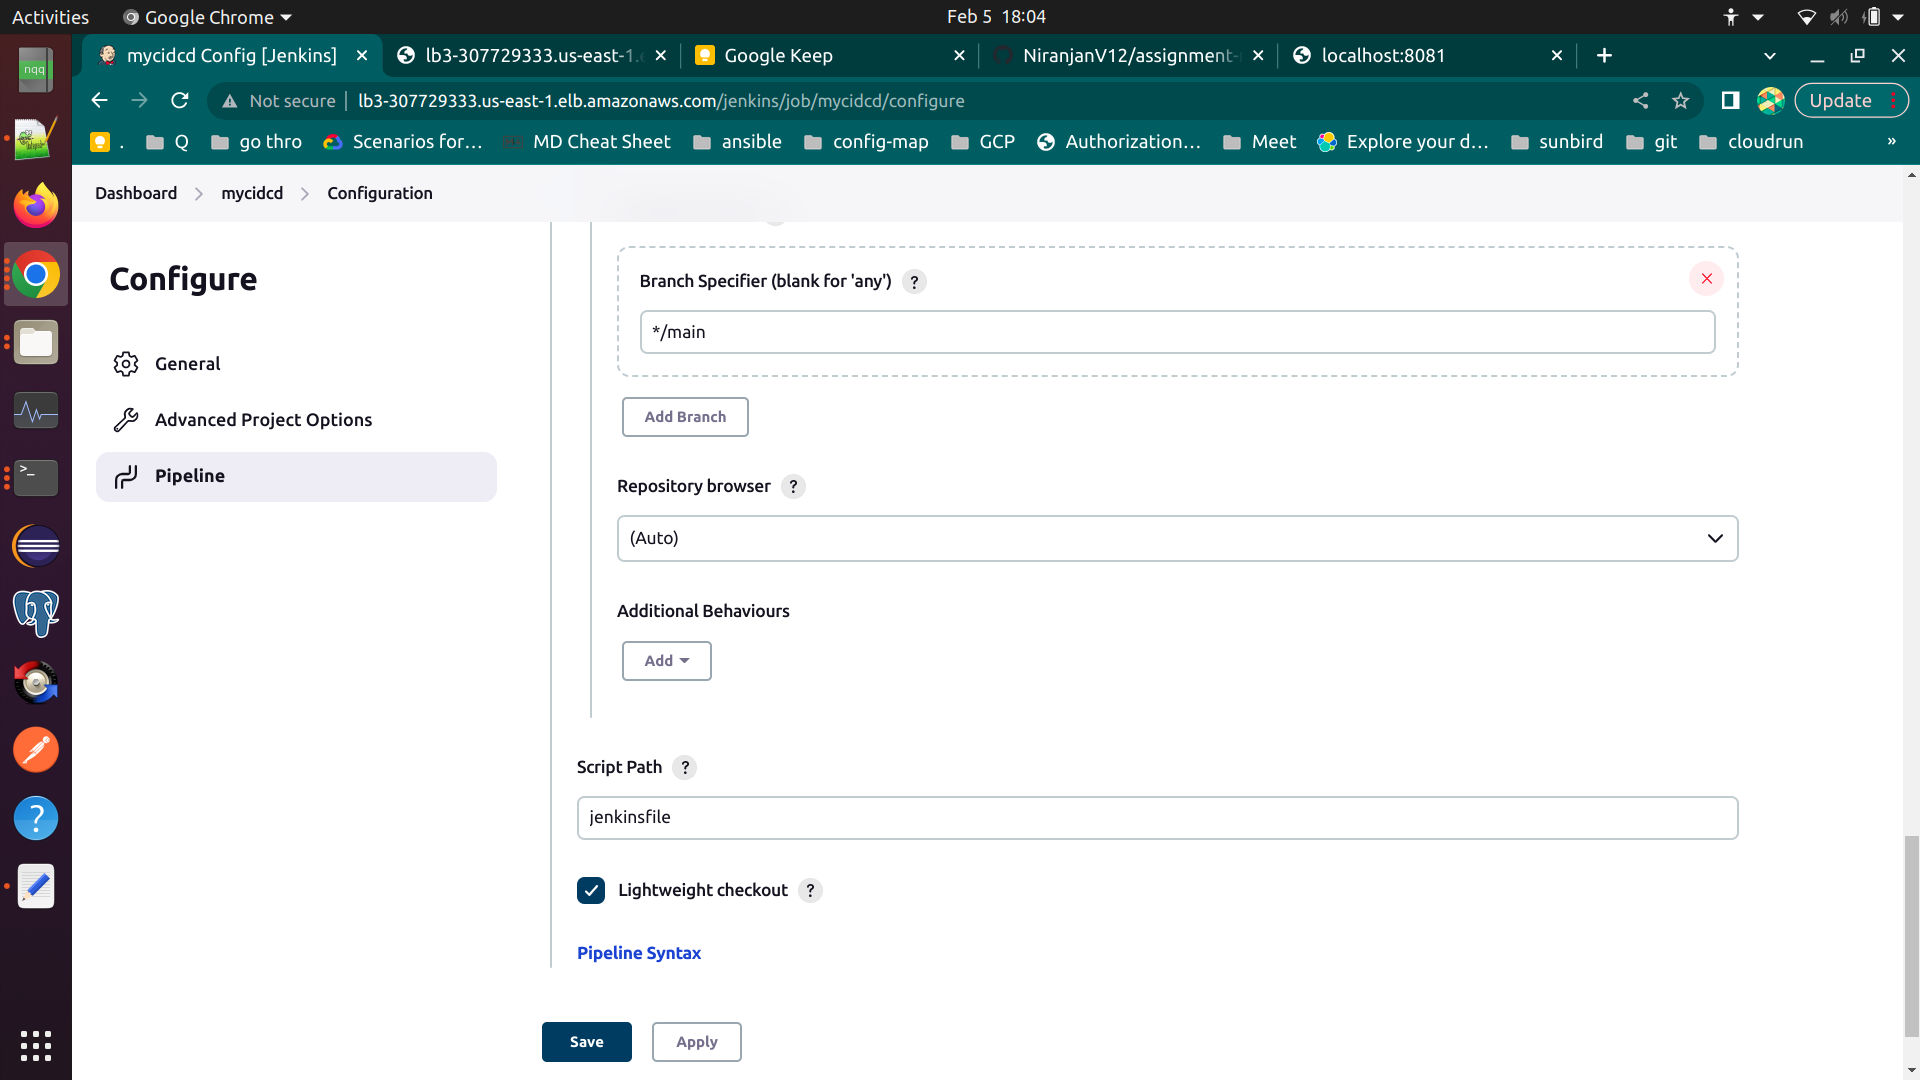 Activities
Google Chrome
Feb 5 18:04
mycidcd Config [Jenkins]
lb3-307729333.us-east-1.
Google Keep
NiranjanV12/assignment-
localhost:8081
Not secure
lb3-307729333.us-east-1.elb.amazonaws.com/jenkins/job/mycidcd/configure
Update
.
Q
go thro
Scenarios for...
MD Cheat Sheet
ansible
config-map
GCP
Authorization...
Meet
Explore your d...
sunbird
git
cloudrun
»
Dashboard
mycidcd
Configuration
nqq
Configure
General
Advanced Project Options
Pipeline
Branch Specifier (blank for 'any') ?
*/main
Add Branch
Repository browser ?
(Auto)
Additional Behaviours
Add
Script Path ?
jenkinsfile
Lightweight checkout ?
Pipeline Syntax
Save
Apply